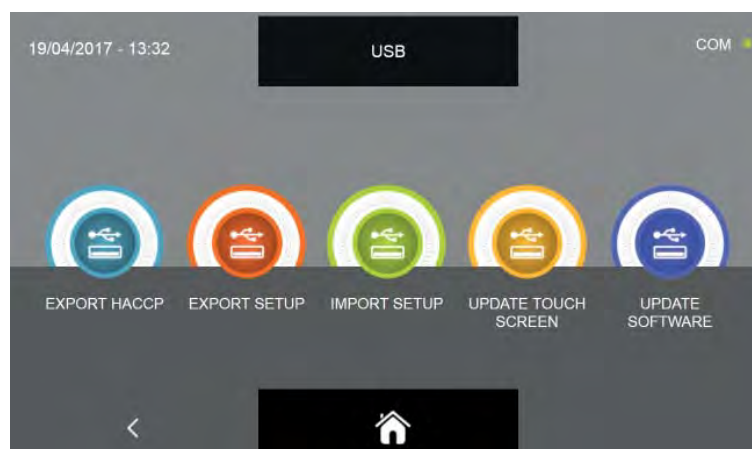 19/04/2017 - 13:32
USB
COM
EXPORT HACCP
EXPORT SETUP
IMPORT SETUP
UPDATE TOUCH
SCREEN
UPDATE
SOFTWARE